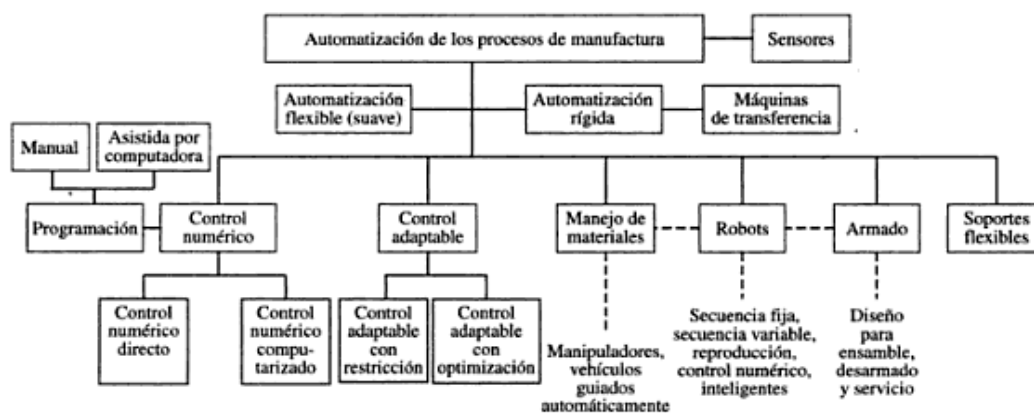 Automatización de los procesos de manufactura
Sensores
Automatización
flexible (suave)
Automatización
rígida
Máquinas
de transferencia
Manual
Asistida por
computadora
Programación
Control
numérico
Control
adaptable
Manejo de
materiales
Robots
Armado
Soportes
flexibles
Control
numérico
directo
Control
numérico
compu-
tarizado
Control
adaptable
con
restricción
Control
adaptable
con
optimización
Manipuladores,
vehículos
guiados
automáticamente
Secuencia fija,
secuencia variable,
reproducción,
control numérico,
inteligentes
Diseño
para
ensamble,
desarmado
y servicio